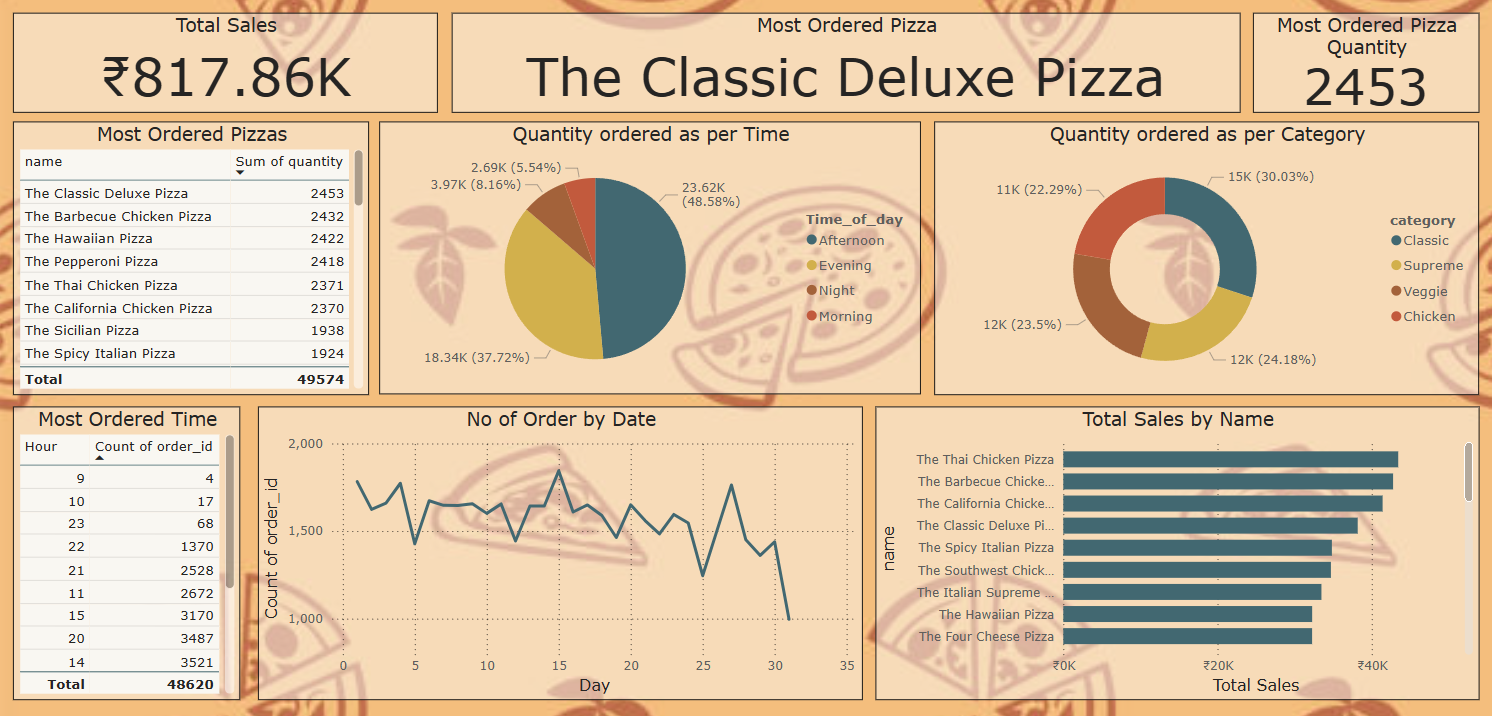 Total Sales
₹817.86K
Most Ordered Pizza
The Classic Deluxe Pizza
Most Ordered Pizza
Quantity
2453
Most Ordered Pizzas
name Sum of quantity
The Classic Deluxe Pizza 2453
The Barbecue Chicken Pizza 2432
The Hawaiian Pizza 2422
The Pepperoni Pizza 2418
The Thai Chicken Pizza 2371
The California Chicken Pizza 2370
The Sicilian Pizza 1938
The Spicy Italian Pizza 1924
Total 49574
Quantity ordered as per Time
2.69K (5.54%)
3.97K (8.16%)
23.62K
(48.58%)
18.34K (37.72%)
Time_of_day
Afternoon
Evening
Night
Morning
Quantity ordered as per Category
15K (30.03%)
11K (22.29%)
12K (23.5%)
12K (24.18%)
category
Classic
Supreme
Veggie
Chicken
Most Ordered Time
Hour Count of order_id
9 4
10 17
23 68
22 1370
21 2528
11 2672
15 3170
20 3487
14 3521
Total 48620
No of Order by Date
Count of order_id
2,000
1,500
1,000
0 5 10 15 20 25 30 35
Day
Total Sales by Name
name
The Thai Chicken Pizza
The Barbecue Chicke...
The California Chicke...
The Classic Deluxe Pi...
The Spicy Italian Pizza
The Southwest Chick...
The Italian Supreme ...
The Hawaiian Pizza
The Four Cheese Pizza
₹0K ₹20K ₹40K
Total Sales